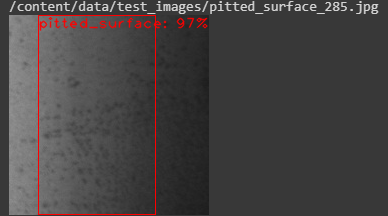 /content/data/test_images/pitted_surface_285.jpg
pitted_surface: 97%